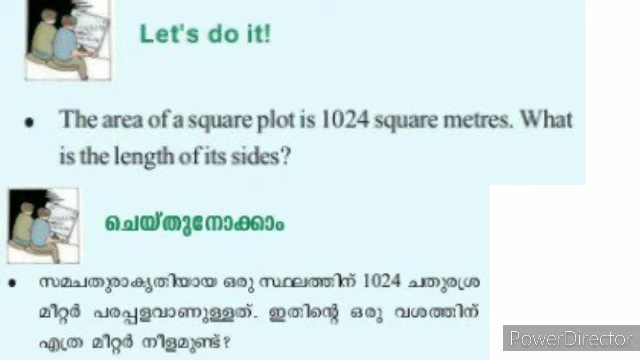 Let's do it!
• The area of a square plot is 1024 square metres. What
is the length of its sides?
ചെയ്തുനോക്കാം
• സമചതുരാകൃതിയായ ഒരു സ്ഥലത്തിന് 1024 ചതുരശ്ര
മീറ്റർ പരപ്പളവാണുള്ളത്. ഇതിന്റെ ഒരു വശത്തിന്
എത്ര മീറ്റർ നീളമുണ്ട്?
PowerDirector